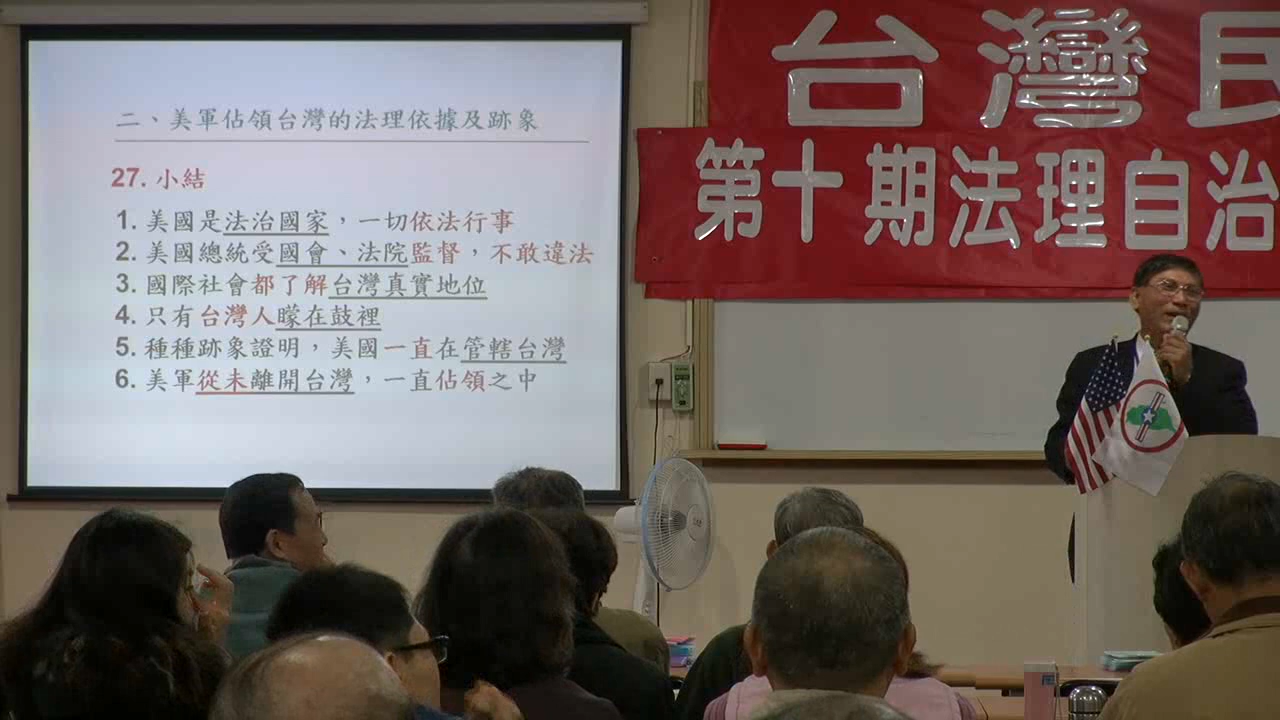 二、美軍佔領台灣的法理依據及跡象
27. 小結
1. 美國是法治國家，一切依法行事
2. 美國總統受國會、法院監督，不敢違法
3. 國際社會都了解台灣真實地位
4. 只有台灣人矇在鼓裡
5. 種種跡象證明，美國一直在管轄台灣
6. 美軍從未離開台灣，一直佔領之中
台灣民
第十期法理自治